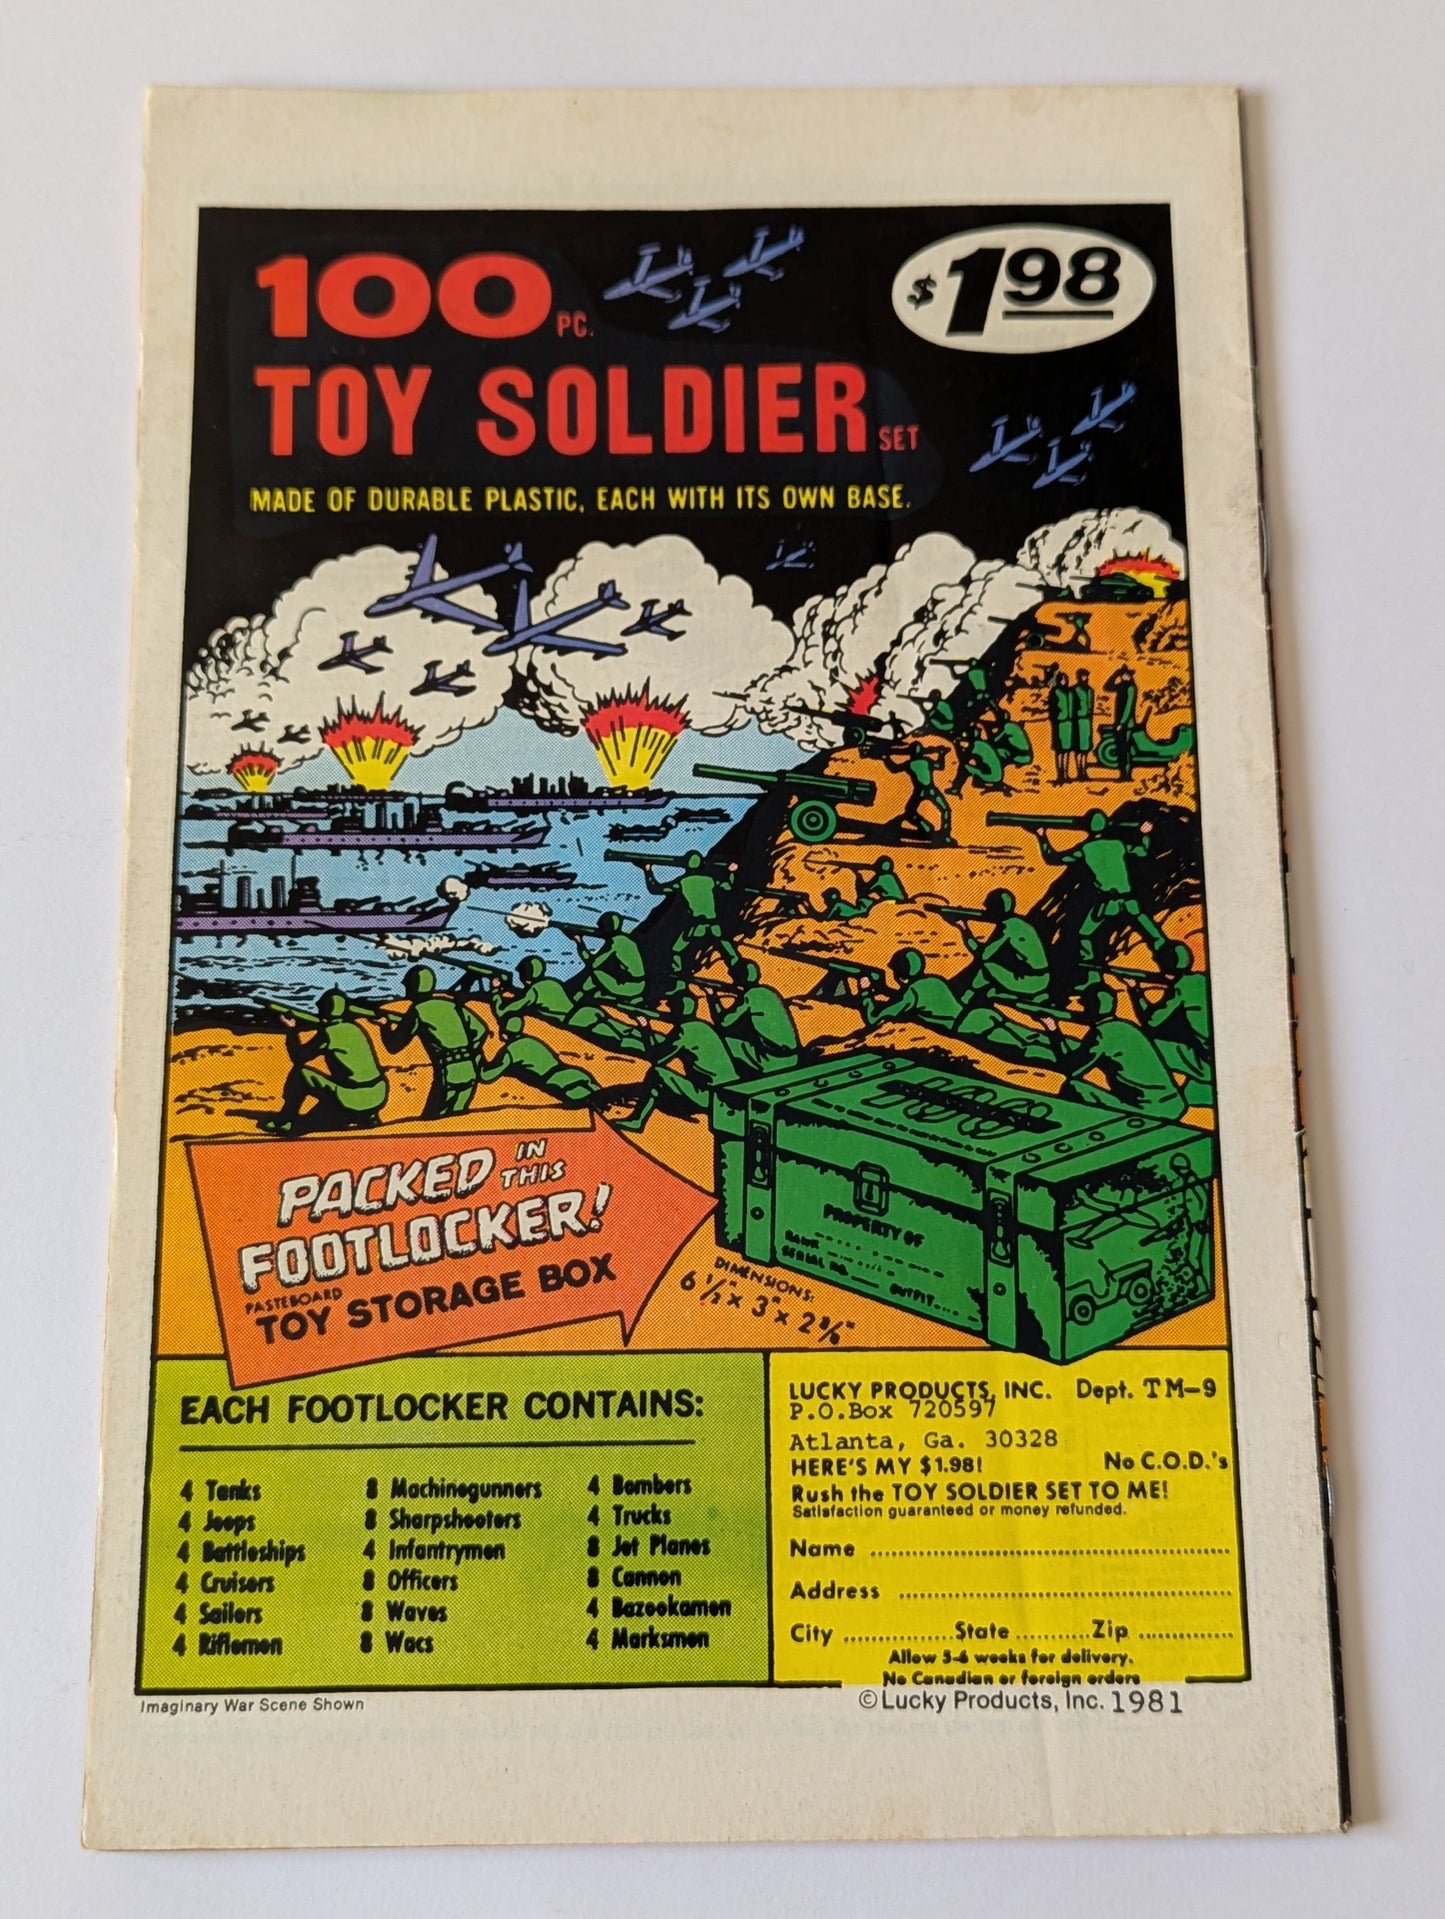 100 PC.
$1.98
TOY SOLDIER SET
MADE OF DURABLE PLASTIC, EACH WITH ITS OWN BASE.
PACKED IN THIS
FOOTLOCKER!
PASTEBOARD
TOY STORAGE BOX
100
PROPERTY OF
RANK
SERIAL NO. OUTFIT....
DIMENSIONS:
6 1/2" x 3" x 2 3/8"
EACH FOOTLOCKER CONTAINS:
4 Tanks
4 Jeeps
4 Battleships
4 Cruisers
4 Sailors
4 Riflemen
8 Machinegunners
8 Sharpshooters
4 Infantrymen
8 Officers
8 Waves
8 Wacs
4 Bombers
4 Trucks
8 Jet Planes
8 Cannon
4 Bazookamen
4 Marksmen
LUCKY PRODUCTS, INC. Dept. TM-9
P.O.Box 720597
Atlanta, Ga. 30328
HERE'S MY $1.98! No C.O.D.'s
Rush the TOY SOLDIER SET TO ME!
Satisfaction guaranteed or money refunded.
Name ........................................
Address ........................................
City ............... State .......... Zip .............
Allow 5-6 weeks for delivery.
No Canadian or foreign orders
Imaginary War Scene Shown
©Lucky Products, Inc. 1981